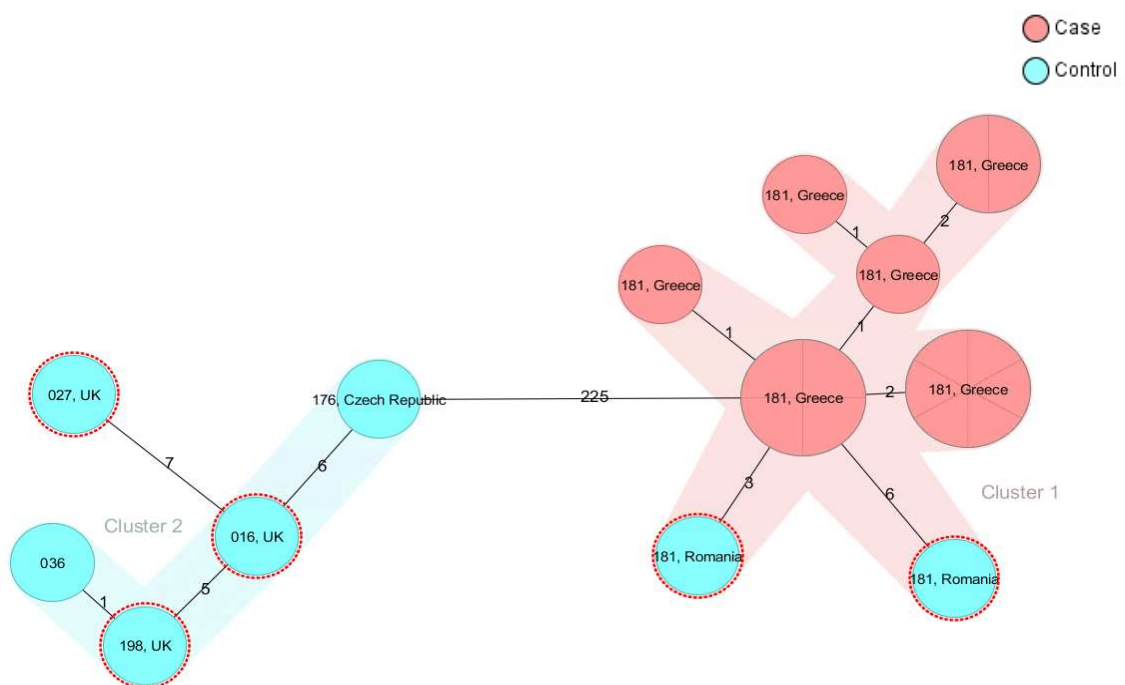 Case
Control
181, Greece
181, Greece
1
2
181, Greece
181, Greece
1
1
027, UK
176, Czech Republic
225
181, Greece
2
181, Greece
7
6
3
6
Cluster 1
Cluster 2
016, UK
036
5
181, Romania
181, Romania
1
198, UK